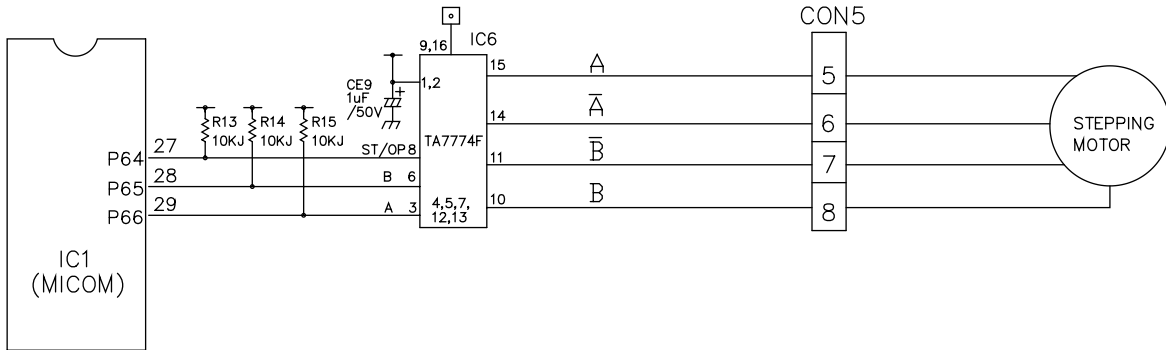 CON5
IC6
9,16
15
A
5
CE9
1uF
/50V
+
1,2
R13
10KJ
R14
10KJ
R15
10KJ
14
A̅
6
TA7774F
STEPPING
MOTOR
P64
27
ST/OP
8
11
B̅
7
P65
28
B
6
10
B
8
P66
29
A
3
4,5,7,
12,13
IC1
(MICOM)